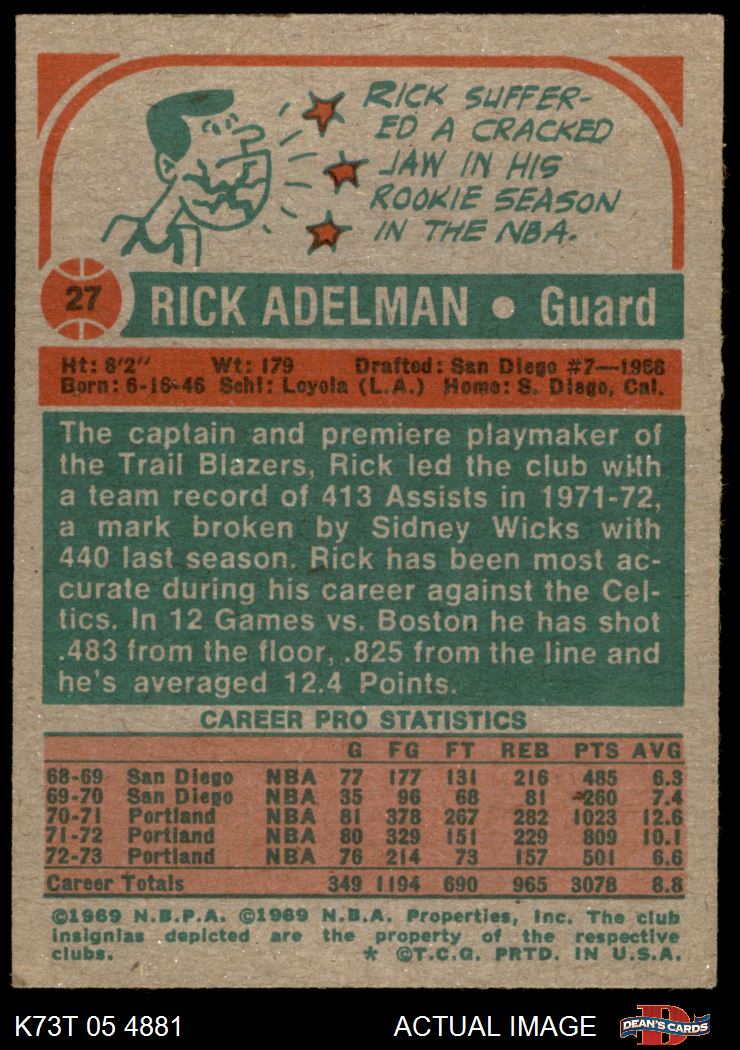 RICK SUFFER-
ED A CRACKED
JAW IN HIS
ROOKIE SEASON
IN THE NBA.
27 RICK ADELMAN • Guard
Ht: 6'2" Wt: 179 Drafted: San Diego #7—1968
Born: 6-16-46 Schl: Loyola (L.A.) Home: S. Diego, Cal.
The captain and premiere playmaker of
the Trail Blazers, Rick led the club with
a team record of 413 Assists in 1971-72,
a mark broken by Sidney Wicks with
440 last season. Rick has been most ac-
curate during his career against the Cel-
tics. In 12 Games vs. Boston he has shot
.483 from the floor, .825 from the line and
he's averaged 12.4 Points.
CAREER PRO STATISTICS
G FG FT REB PTS AVG
68-69 San Diego NBA 77 177 131 216 485 6.3
69-70 San Diego NBA 35 96 68 81 260 7.4
70-71 Portland NBA 81 378 267 282 1023 12.6
71-72 Portland NBA 80 329 151 229 809 10.1
72-73 Portland NBA 76 214 73 157 501 6.6
Career Totals 349 1194 690 965 3078 8.8
©1969 N.B.P.A. ©1969 N.B.A. Properties, Inc. The club
insignias depicted are the property of the respective
clubs. * ©T.C.G. PRTD. IN U.S.A.
K73T 05 4881 ACTUAL IMAGE DEAN'S CARDS